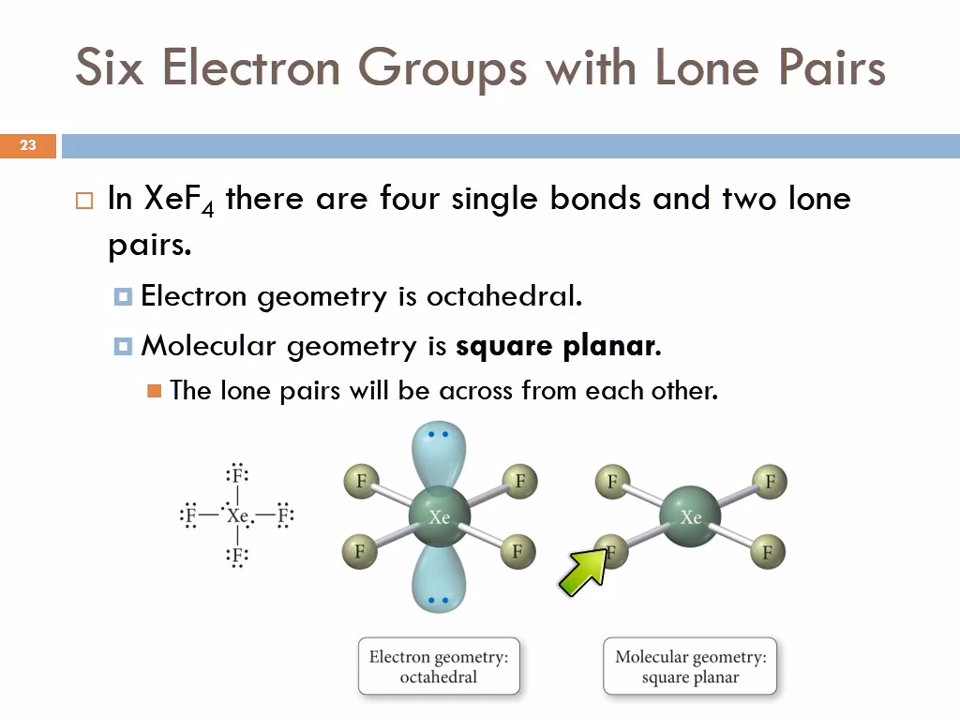 Six Electron Groups with Lone Pairs
23
In XeF₄ there are four single bonds and two lone
pairs.
Electron geometry is octahedral.
Molecular geometry is square planar.
The lone pairs will be across from each other.
F
F Xe F
F
F F
Xe
F F
F F
Xe
F F
Electron geometry:
octahedral
Molecular geometry:
square planar